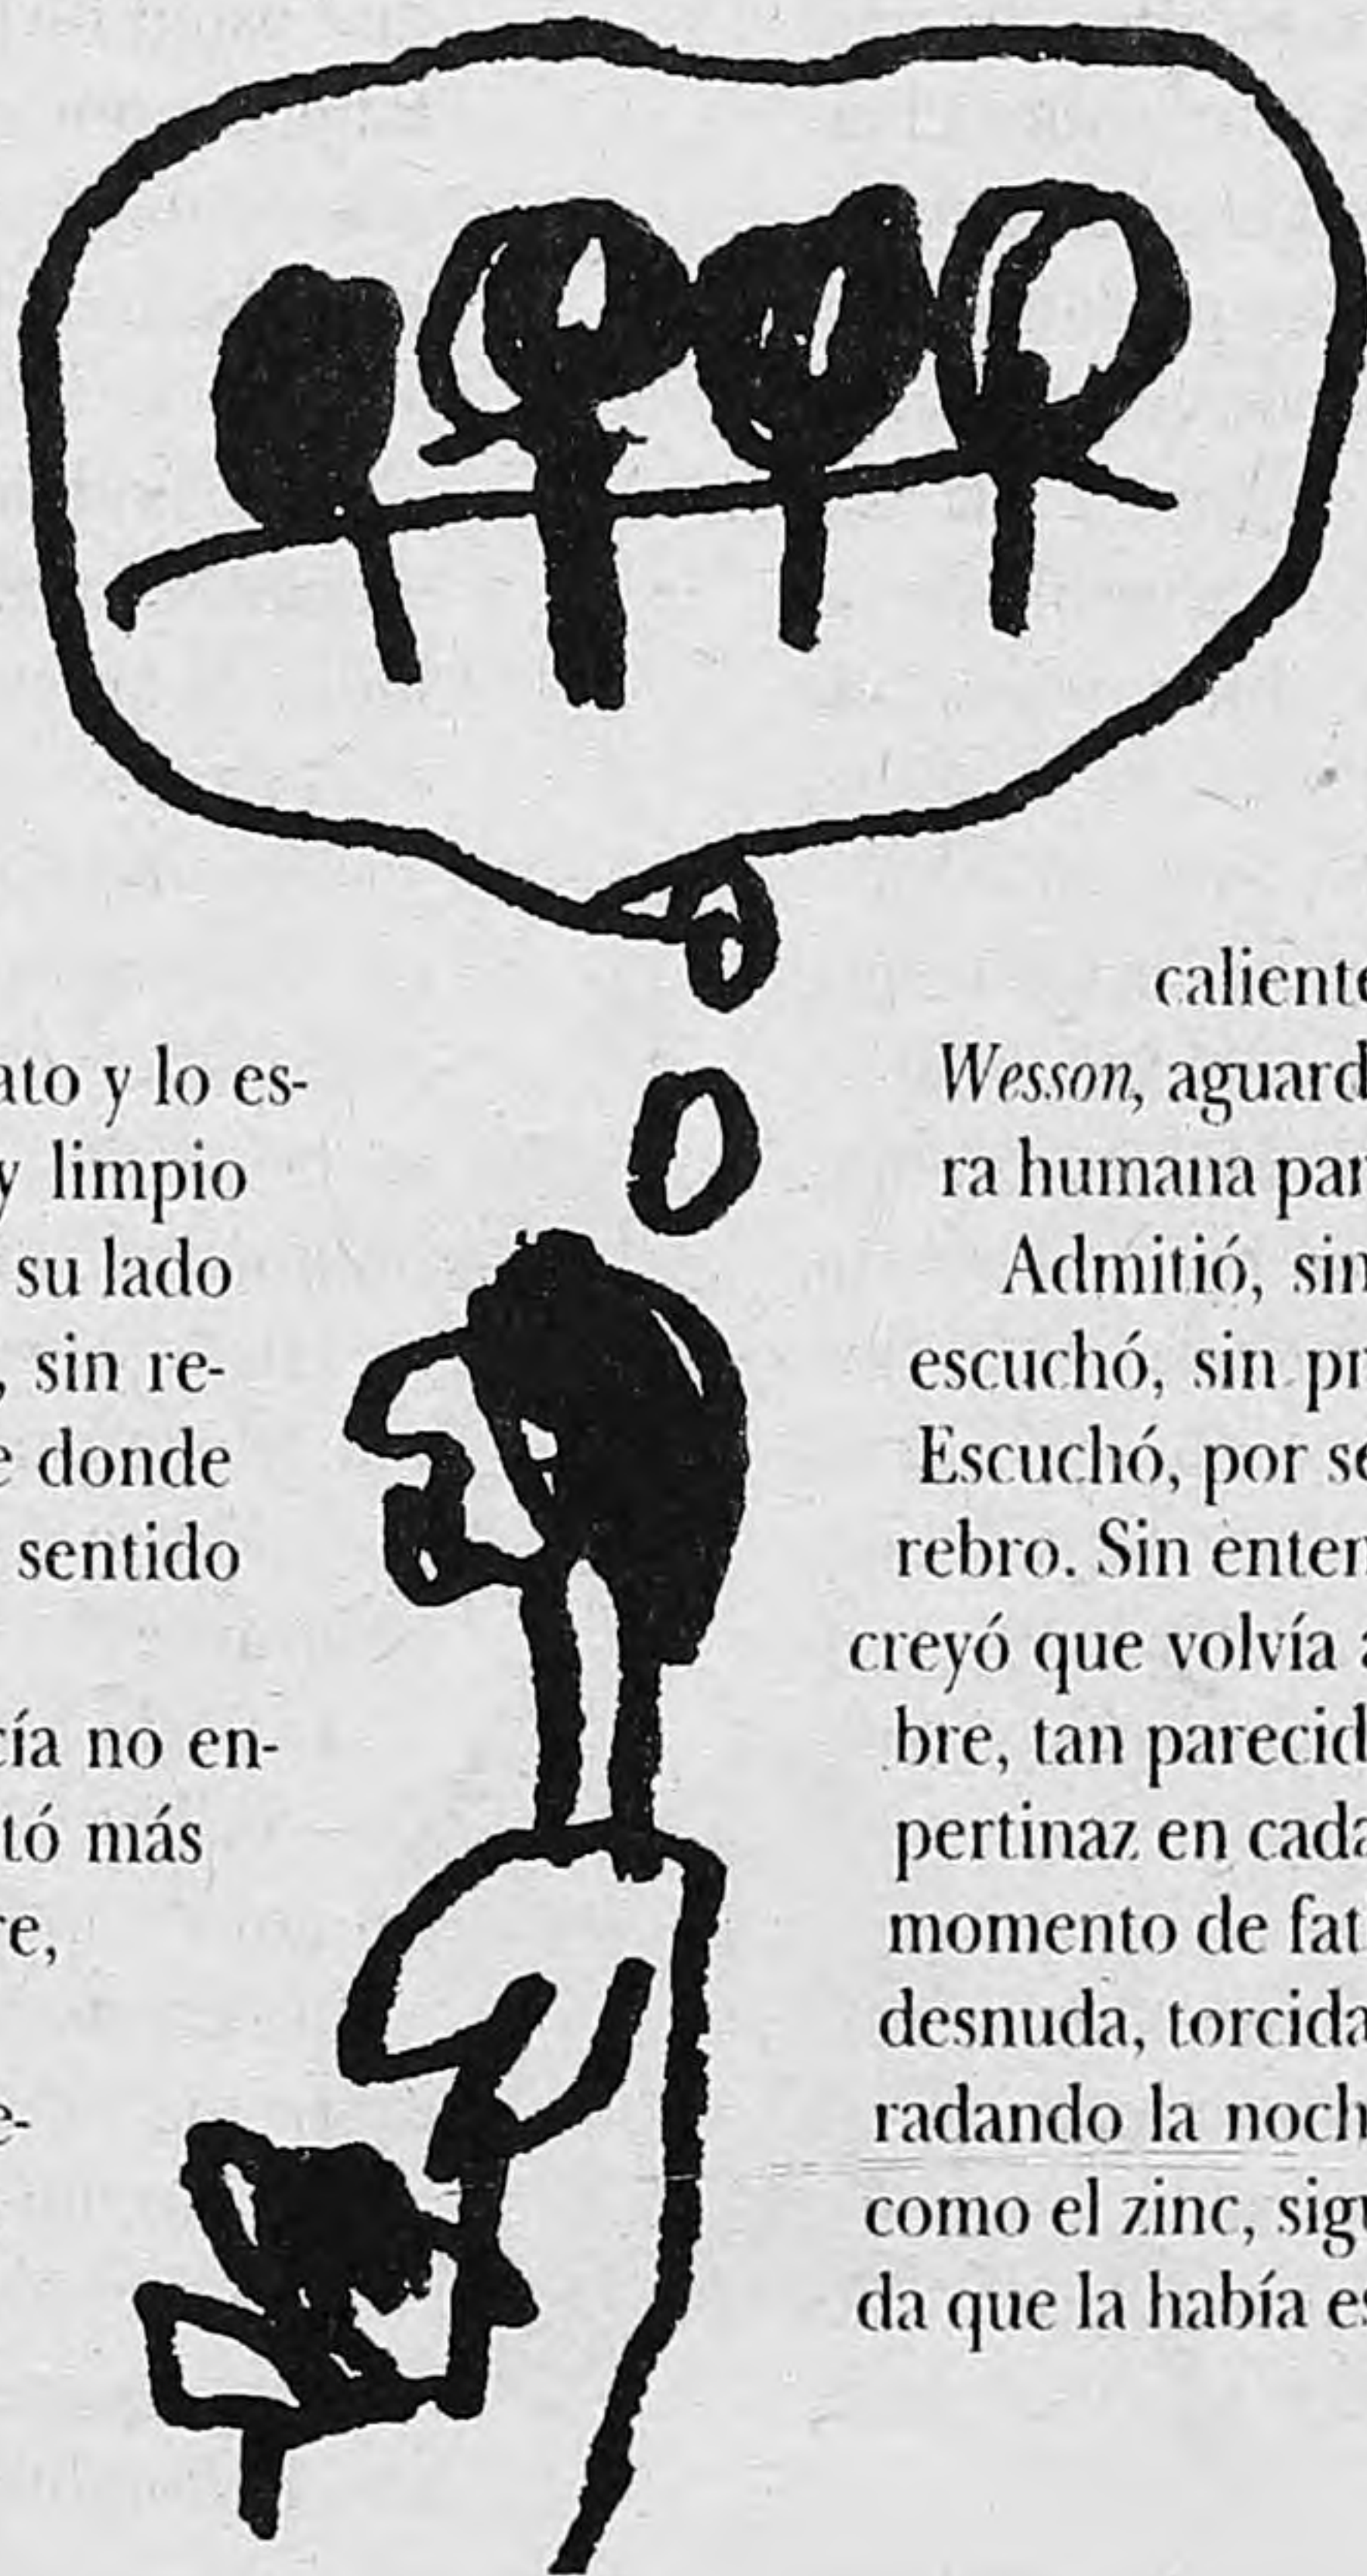 ato y lo es-
y limpio
su lado
, sin re-
e donde
sentido
cía no en-
tó más
re,
e-
caliente
Wesson, aguard
ra humana par
Admitió, sin
escuchó, sin pr
Escuchó, por se
rebro. Sin enten
creyó que volvía a
bre, tan parecid
pertinaz en cada
momento de fat
desnuda, torcida
radando la noch
como el zinc, sigu
da que la había es